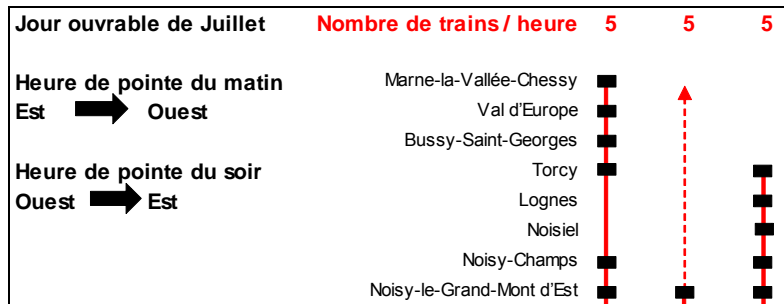 Jour ouvrable de Juillet Nombre de trains / heure 5 5 5
Heure de pointe du matin
Est Ouest
Heure de pointe du soir
Ouest Est
Marne-la-Vallée-Chessy
Val d'Europe
Bussy-Saint-Georges
Torcy
Lognes
Noisiel
Noisy-Champs
Noisy-le-Grand-Mont d'Est